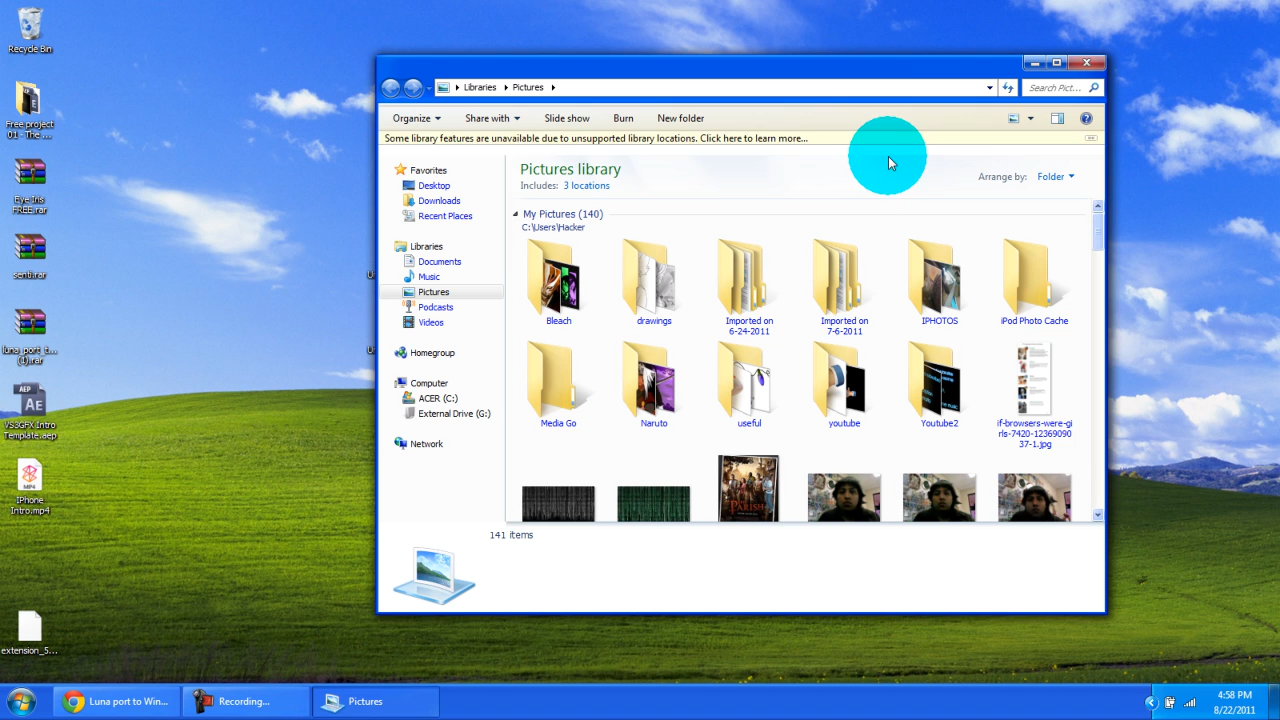 Recycle Bin
Free project
01 - The ...
Eye Iris
FREE.rar
senti.rar
luna_port_t...
(1).rar
VS3GFX Intro
Template.aep
IPhone
Intro.mp4
extension_5...
Libraries
Pictures
Search Pict...
Organize
Share with
Slide show
Burn
New folder
Some library features are unavailable due to unsupported library locations. Click here to learn more...
Favorites
Desktop
Downloads
Recent Places
Libraries
Documents
Music
Pictures
Podcasts
Videos
Homegroup
Computer
ACER (C:)
External Drive (G:)
Network
Pictures library
Includes: 3 locations
Arrange by: Folder
My Pictures (140)
C:\Users\Hacker
Bleach
drawings
Imported on
6-24-2011
Imported on
7-6-2011
IPHOTOS
iPod Photo Cache
Media Go
Naruto
useful
youtube
Youtube2
if-browsers-were-gi
rls-7420-12369090
37-1.jpg
PARISH
141 items
AEP
Ae
MP4
Luna port to Win...
Recording...
Pictures
4:58 PM
8/22/2011